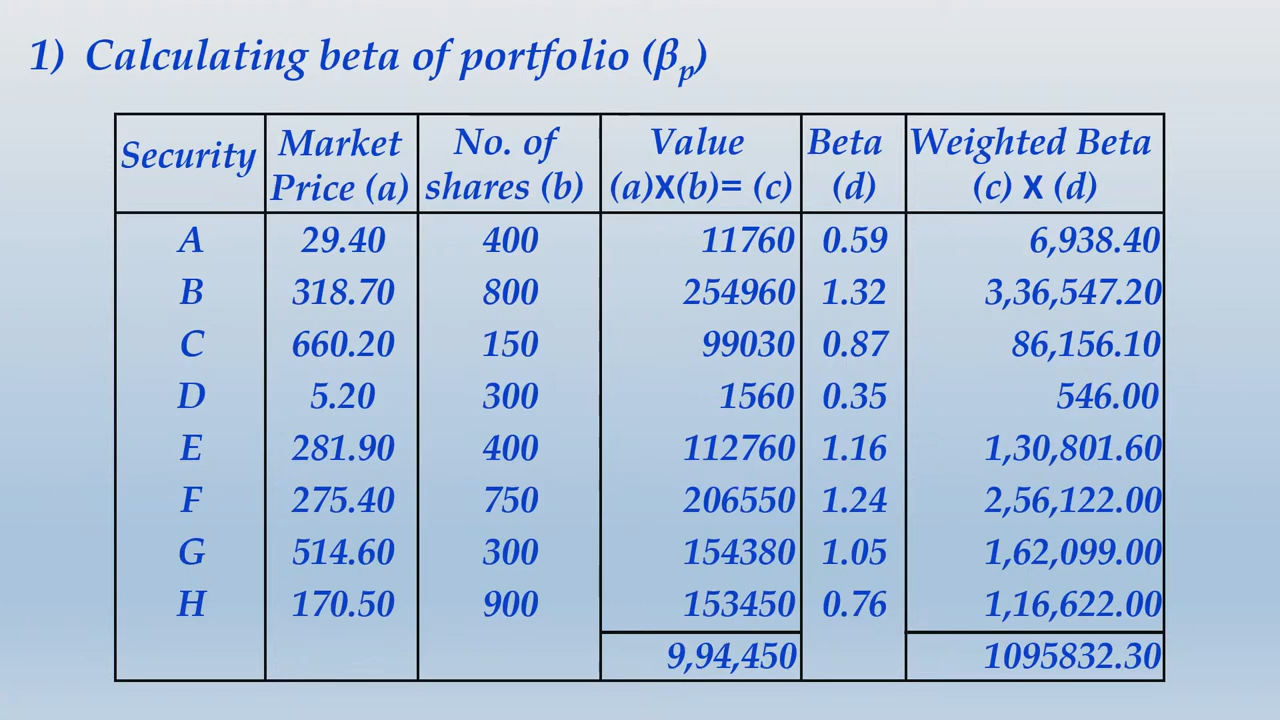 1) Calculating beta of portfolio (βp)
Security Market Price (a) No. of shares (b) Value (a)X(b)= (c) Beta (d) Weighted Beta (c) X (d)
A 29.40 400 11760 0.59 6,938.40
B 318.70 800 254960 1.32 3,36,547.20
C 660.20 150 99030 0.87 86,156.10
D 5.20 300 1560 0.35 546.00
E 281.90 400 112760 1.16 1,30,801.60
F 275.40 750 206550 1.24 2,56,122.00
G 514.60 300 154380 1.05 1,62,099.00
H 170.50 900 153450 0.76 1,16,622.00
9,94,450 1095832.30